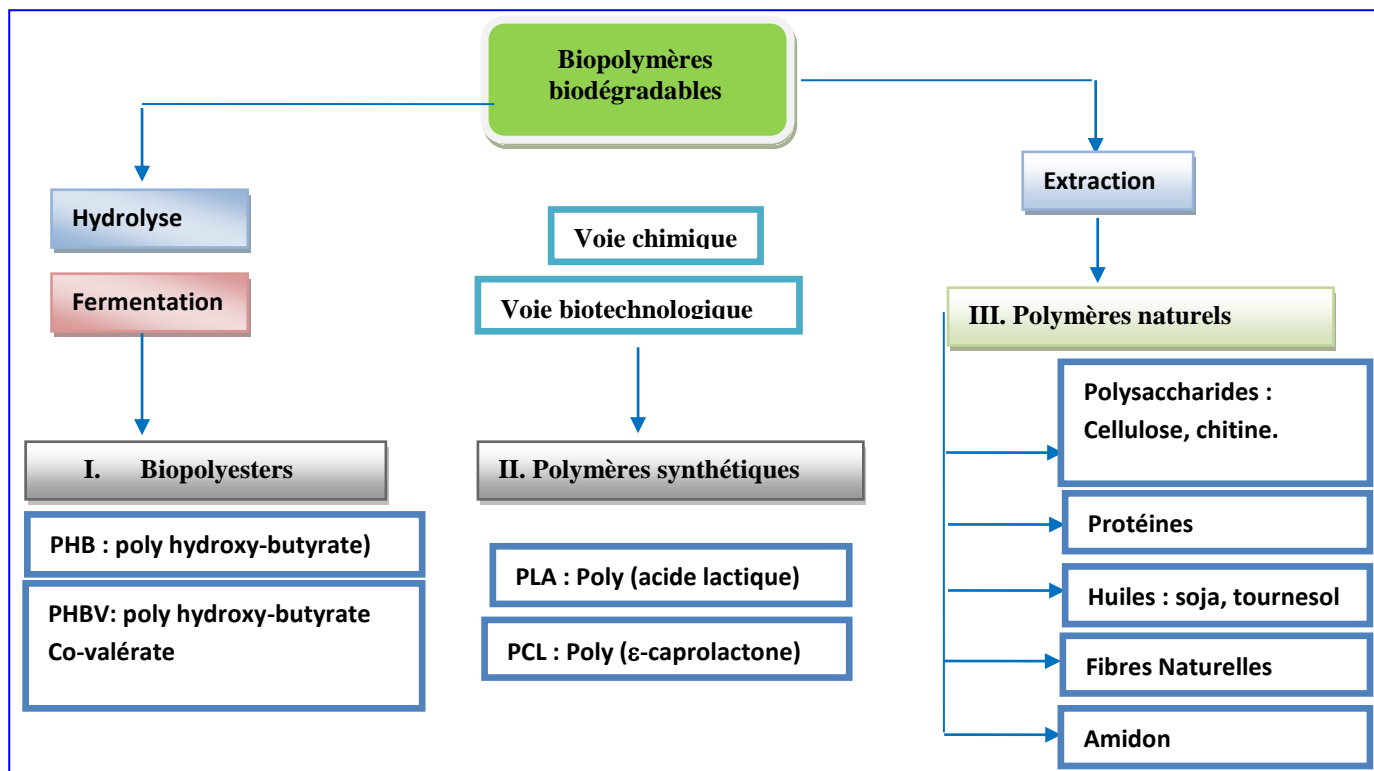 Biopolymères
biodégradables
Hydrolyse
Fermentation
I. Biopolyesters
PHB : poly hydroxy-butyrate)
PHBV: poly hydroxy-butyrate
Co-valérate
Voie chimique
Voie biotechnologique
II. Polymères synthétiques
PLA : Poly (acide lactique)
PCL : Poly (ε-caprolactone)
Extraction
III. Polymères naturels
Polysaccharides :
Cellulose, chitine.
Protéines
Huiles : soja, tournesol
Fibres Naturelles
Amidon